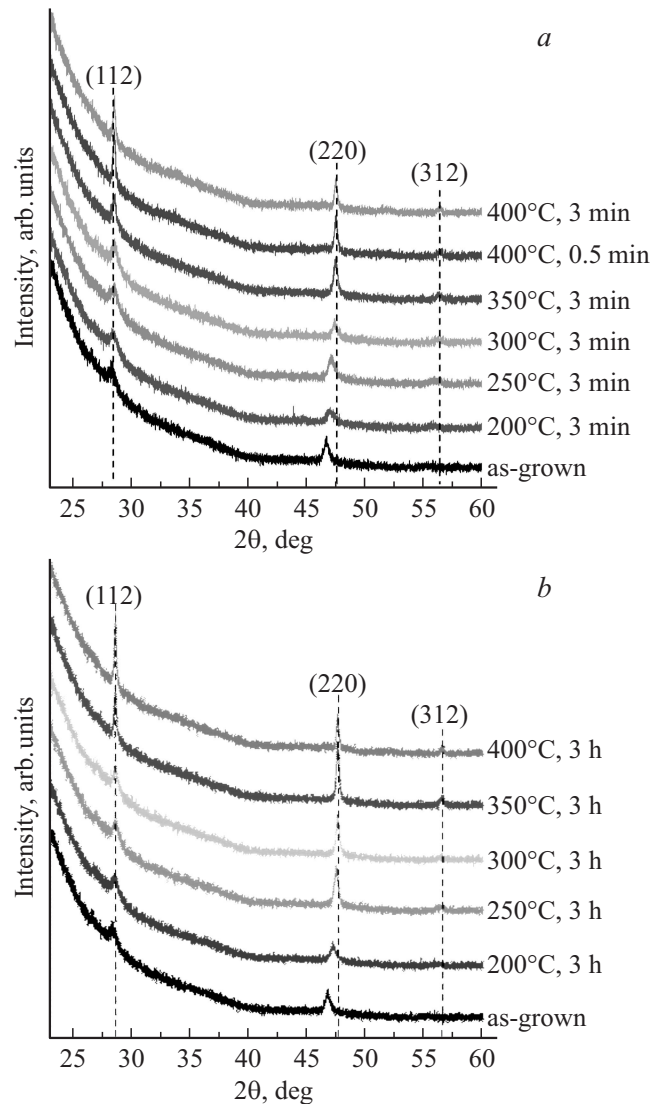 a
(112)
(220)
(312)
Intensity, arb. units
400°C, 3 min
400°C, 0.5 min
350°C, 3 min
300°C, 3 min
250°C, 3 min
200°C, 3 min
as-grown
25 30 35 40 45 50 55 60
2θ, deg
b
(112)
(220)
(312)
Intensity, arb. units
400°C, 3 h
350°C, 3 h
300°C, 3 h
250°C, 3 h
200°C, 3 h
as-grown
25 30 35 40 45 50 55 60
2θ, deg